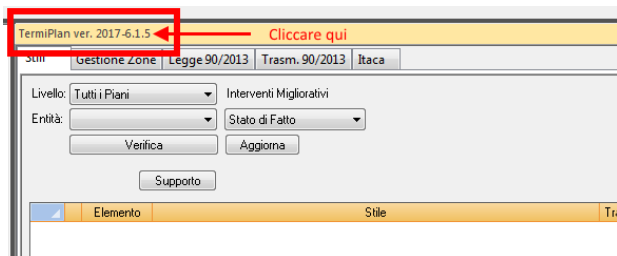 TermiPlan ver. 2017-6.1.5 Cliccare qui
Stili Gestione Zone Legge 90/2013 Trasm. 90/2013 Itaca
Livello: Tutti i Piani Interventi Migliorativi
Entità: Stato di Fatto
Verifica Aggiorna
Supporto
Elemento Stile